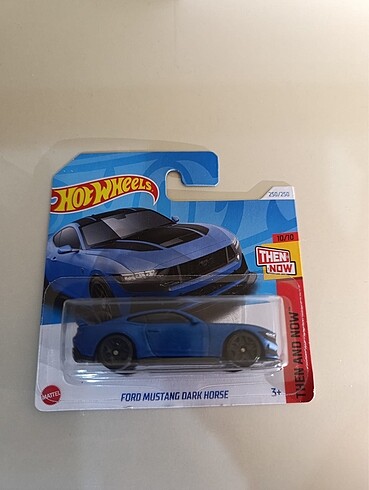 HOT WHEELS
250/250
10/10
THEN
AND
NOW
THEN AND NOW
MATTEL
FORD MUSTANG DARK HORSE
3+